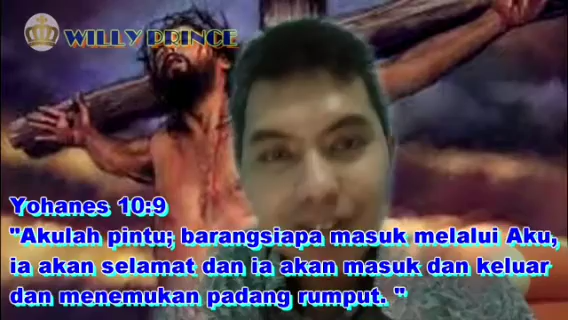 WILLY PRINCE
Yohanes 10:9
"Akulah pintu; barangsiapa masuk melalui Aku,
ia akan selamat dan ia akan masuk dan keluar
dan menemukan padang rumput. "